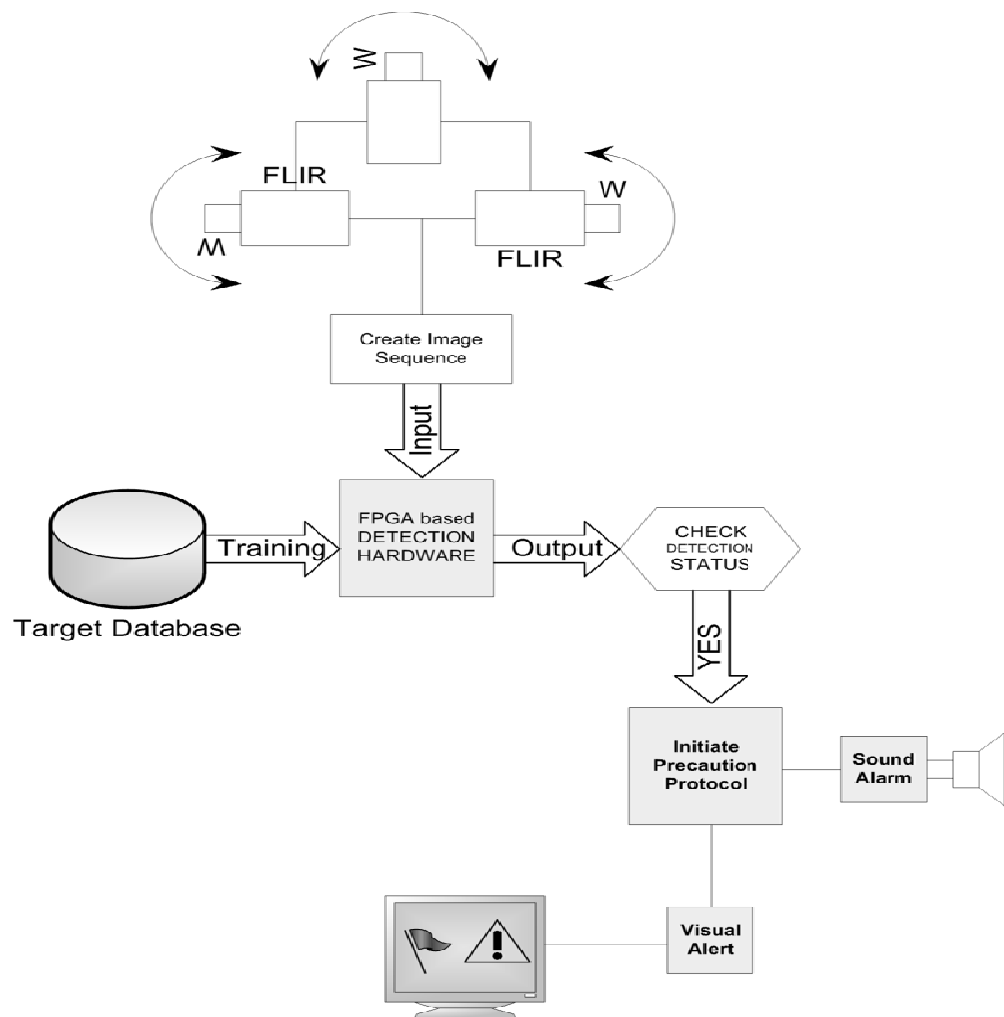 W
FLIR
W
W
FLIR
Create Image
Sequence
Input
FPGA based
DETECTION
HARDWARE
Training
Output
CHECK
DETECTION
STATUS
Target Database
YES
Initiate
Precaution
Protocol
Sound
Alarm
Visual
Alert
!